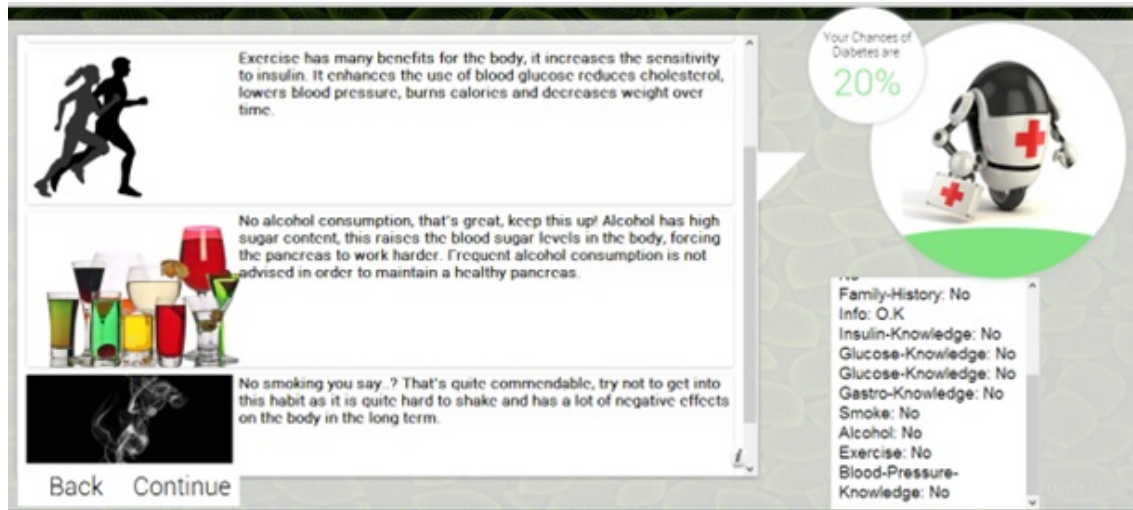 Exercise has many benefits for the body, it increases the sensitivity
to insulin. It enhances the use of blood glucose reduces cholesterol,
lowers blood pressure, burns calories and decreases weight over
time.
No alcohol consumption, that's great, keep this up! Alcohol has high
sugar content, this raises the blood sugar levels in the body, forcing
the pancreas to work harder. Frequent alcohol consumption is not
advised in order to maintain a healthy pancreas.
No smoking you say..? That's quite commendable, try not to get into
this habit as it is quite hard to shake and has a lot of negative effects
on the body in the long term.
i
Back Continue
Your Chances of
Diabetes are:
20%
No
Family-History: No
Info: O.K
Insulin-Knowledge: No
Glucose-Knowledge: No
Glucose-Knowledge: No
Gastro-Knowledge: No
Smoke: No
Alcohol: No
Exercise: No
Blood-Pressure-
Knowledge: No